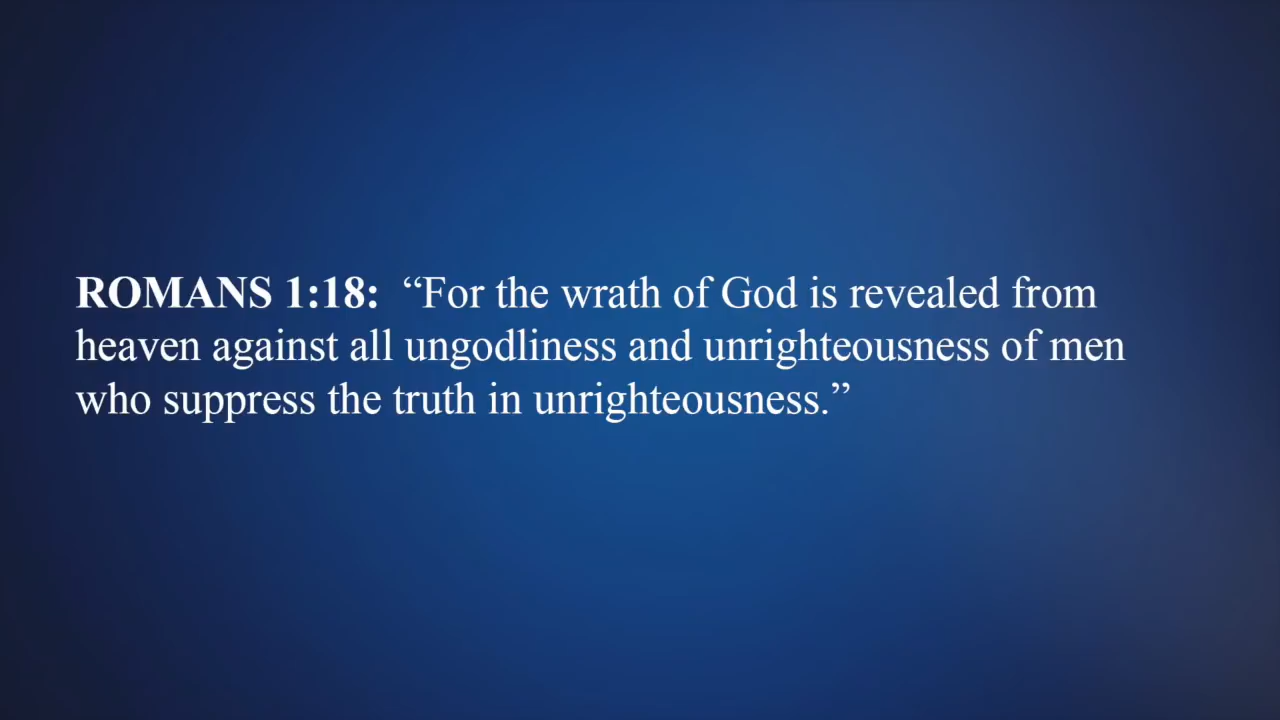 ROMANS 1:18:  “For the wrath of God is revealed from
heaven against all ungodliness and unrighteousness of men
who suppress the truth in unrighteousness.”